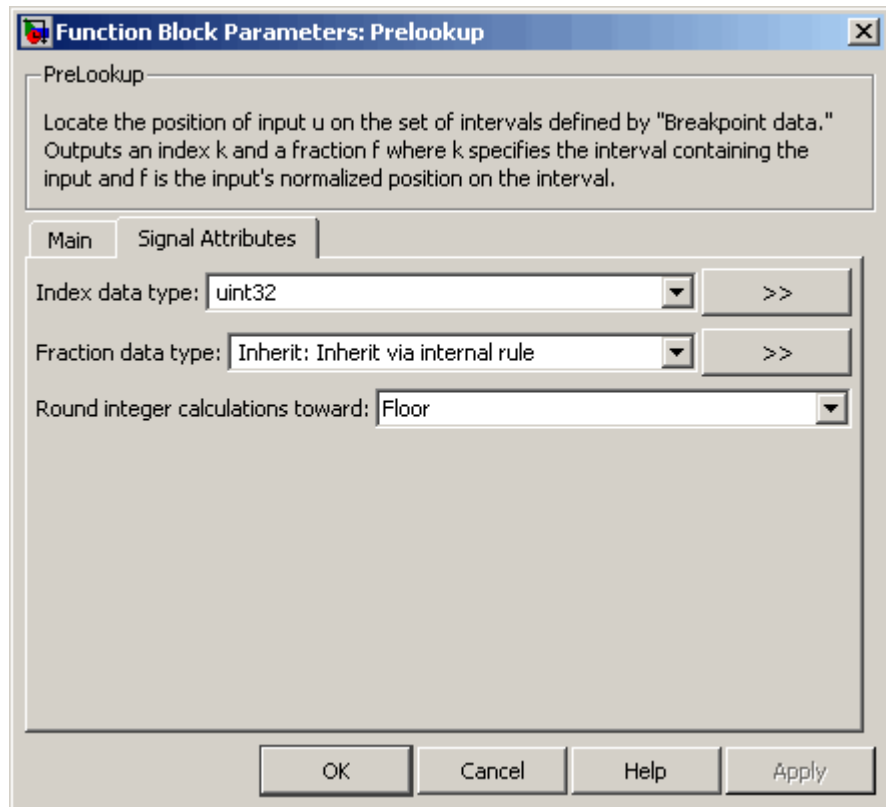 Function Block Parameters: Prelookup
PreLookup
Locate the position of input u on the set of intervals defined by "Breakpoint data."
Outputs an index k and a fraction f where k specifies the interval containing the
input and f is the input's normalized position on the interval.
Main Signal Attributes
Index data type: uint32 >>
Fraction data type: Inherit: Inherit via internal rule >>
Round integer calculations toward: Floor
OK Cancel Help Apply